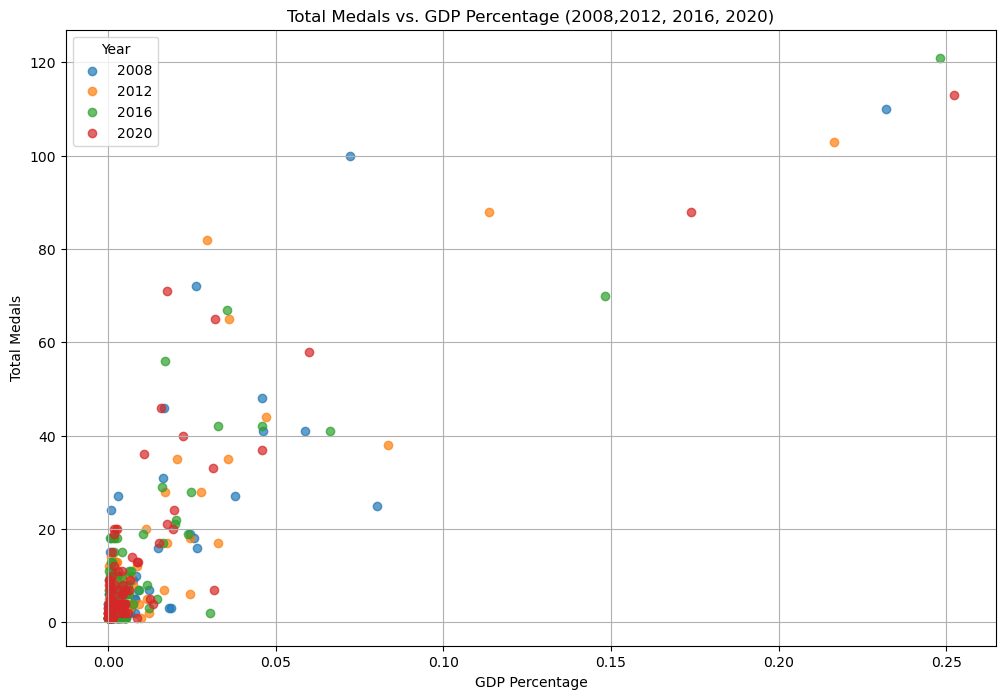 Total Medals vs. GDP Percentage (2008,2012, 2016, 2020)
Year
2008
2012
2016
2020
120
100
80
60
40
20
0
Total Medals
0.00 0.05 0.10 0.15 0.20 0.25
GDP Percentage